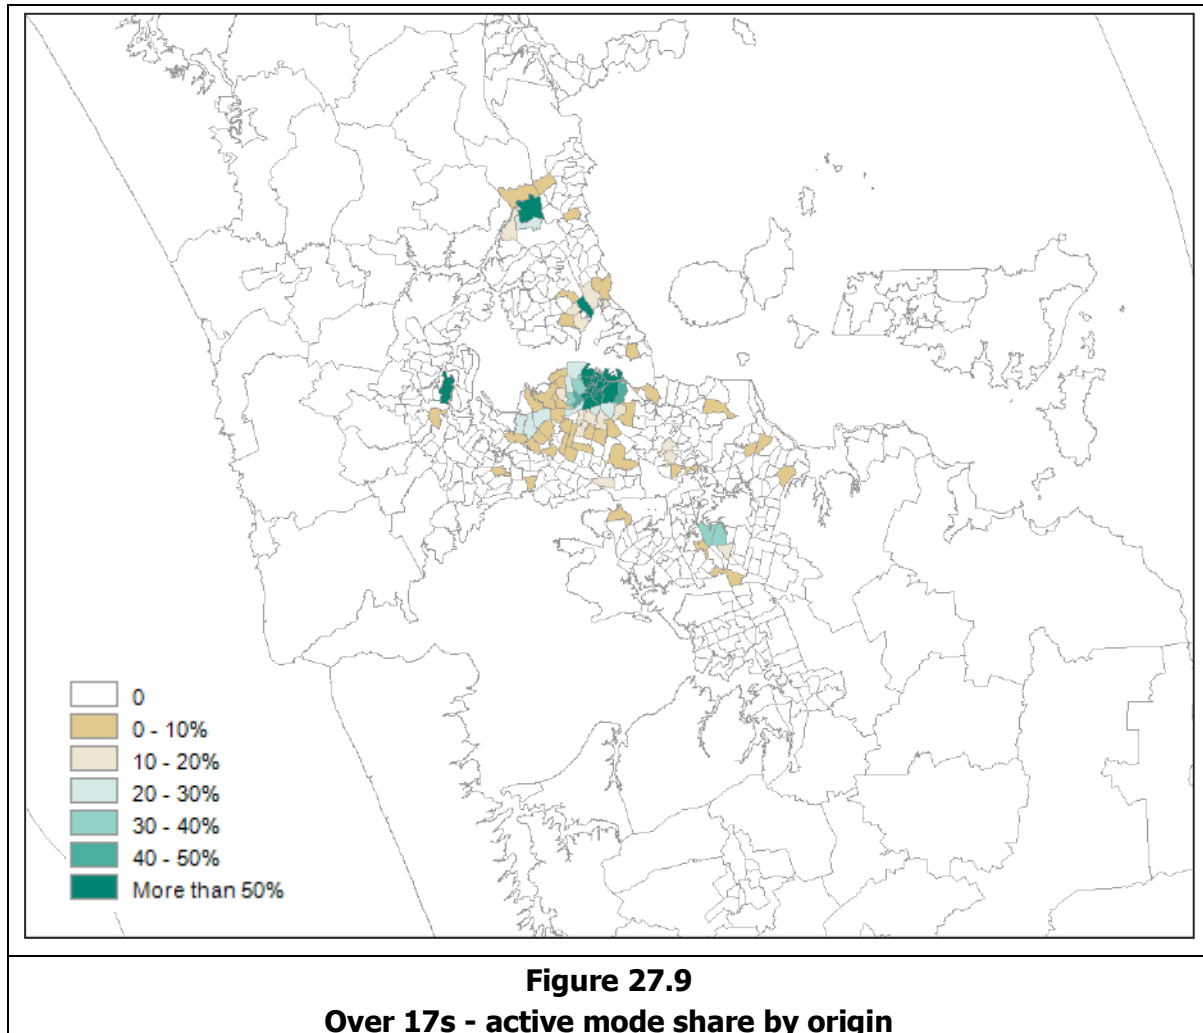 0
0 - 10%
10 - 20%
20 - 30%
30 - 40%
40 - 50%
More than 50%
Figure 27.9
Over 17s - active mode share by origin